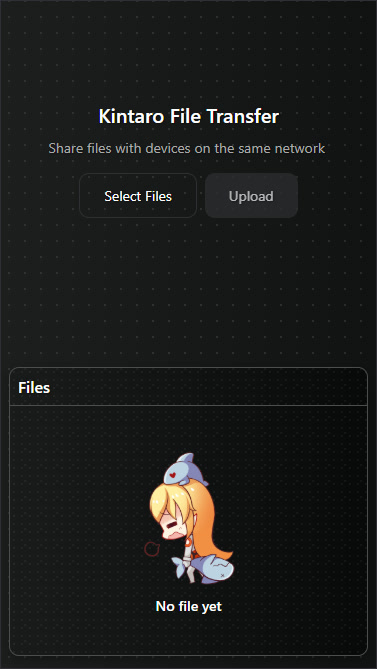 Kintaro File Transfer
Share files with devices on the same network
Select Files
Upload
Files
No file yet